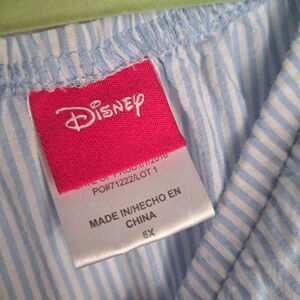 Disney
PO#71222/LOT 1
MADE IN/HECHO EN
CHINA
6X